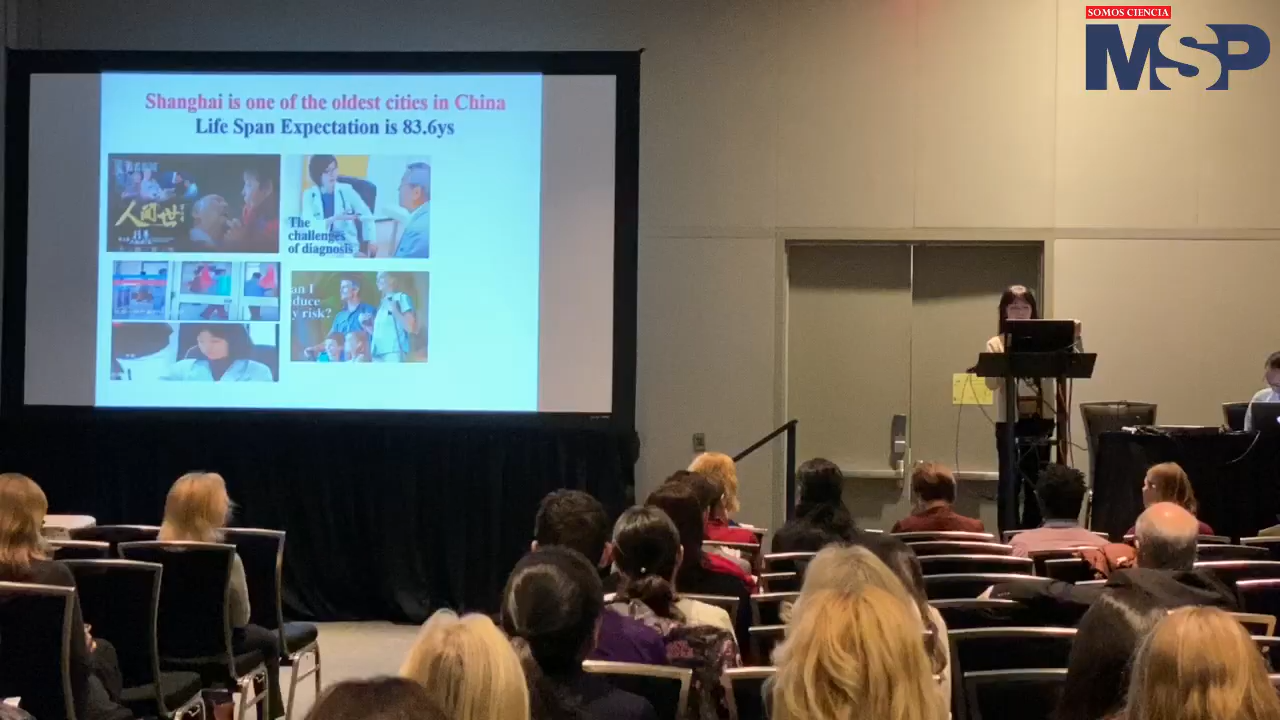 SOMOS CIENCIA
MSP
Shanghai is one of the oldest cities in China
Life Span Expectation is 83.6ys
人间世
The
challenges
of diagnosis
an I
duce
y risk?